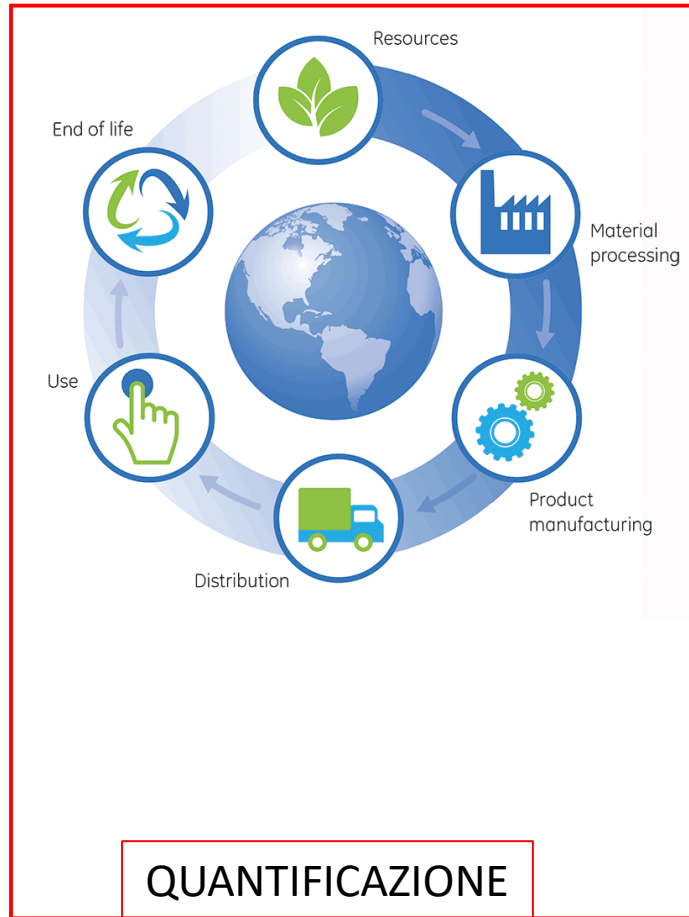 Resources
End of life
Material
processing
Use
Product
manufacturing
Distribution
QUANTIFICAZIONE